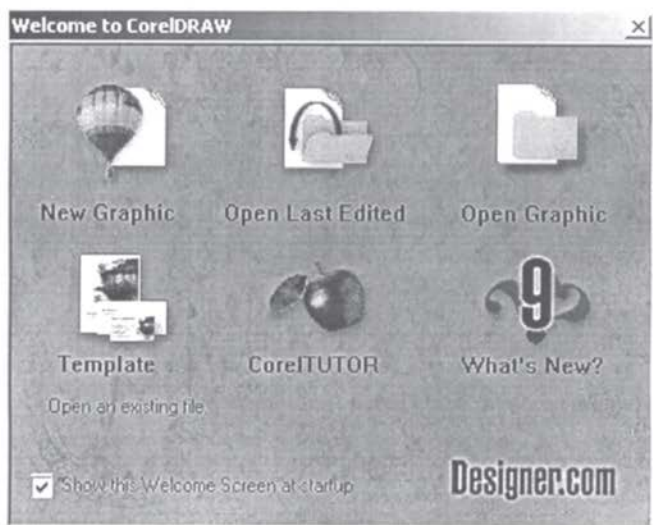 Welcome to CorelDRAW
New Graphic Open Last Edited Open Graphic
9
Template CorelTUTOR What's New?
Open an existing file
Show this Welcome Screen at startup
Designer.com